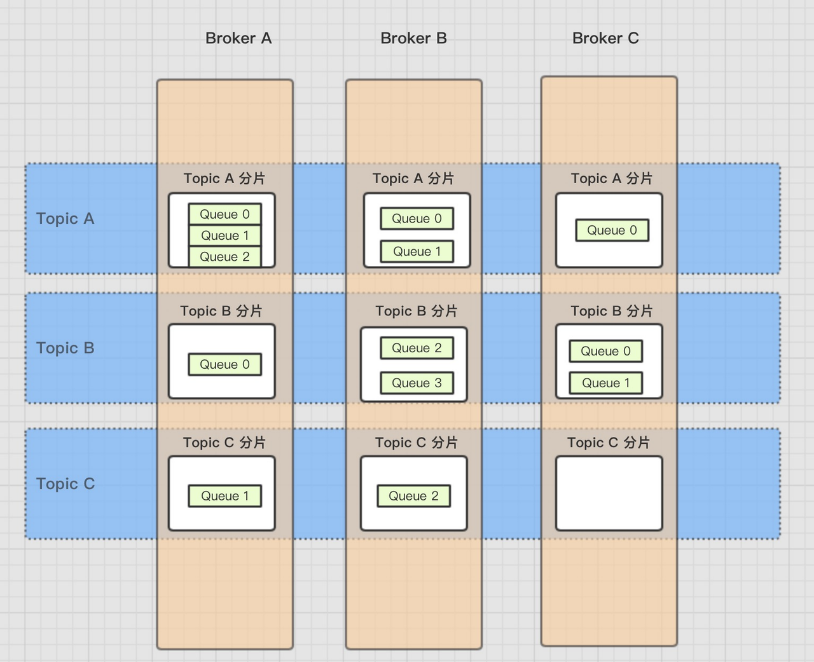 Broker A
Broker B
Broker C
Topic A
Topic A 分片
Queue 0
Queue 1
Queue 2
Topic A 分片
Queue 0
Queue 1
Topic A 分片
Queue 0
Topic B
Topic B 分片
Queue 0
Topic B 分片
Queue 2
Queue 3
Topic B 分片
Queue 0
Queue 1
Topic C
Topic C 分片
Queue 1
Topic C 分片
Queue 2
Topic C 分片